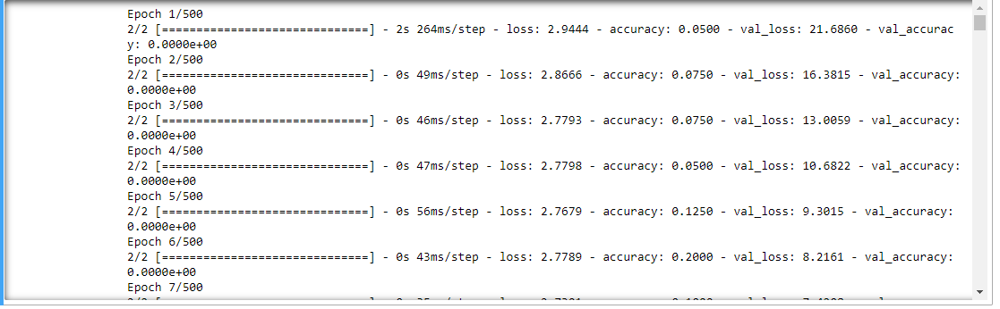 Epoch 1/500
2/2 [==============================] - 2s 264ms/step - loss: 2.9444 - accuracy: 0.0500 - val_loss: 21.6860 - val_accurac
y: 0.0000e+00
Epoch 2/500
2/2 [==============================] - 0s 49ms/step - loss: 2.8666 - accuracy: 0.0750 - val_loss: 16.3815 - val_accuracy:
0.0000e+00
Epoch 3/500
2/2 [==============================] - 0s 46ms/step - loss: 2.7793 - accuracy: 0.0750 - val_loss: 13.0059 - val_accuracy:
0.0000e+00
Epoch 4/500
2/2 [==============================] - 0s 47ms/step - loss: 2.7798 - accuracy: 0.0500 - val_loss: 10.6822 - val_accuracy:
0.0000e+00
Epoch 5/500
2/2 [==============================] - 0s 56ms/step - loss: 2.7679 - accuracy: 0.1250 - val_loss: 9.3015 - val_accuracy:
0.0000e+00
Epoch 6/500
2/2 [==============================] - 0s 43ms/step - loss: 2.7789 - accuracy: 0.2000 - val_loss: 8.2161 - val_accuracy:
0.0000e+00
Epoch 7/500